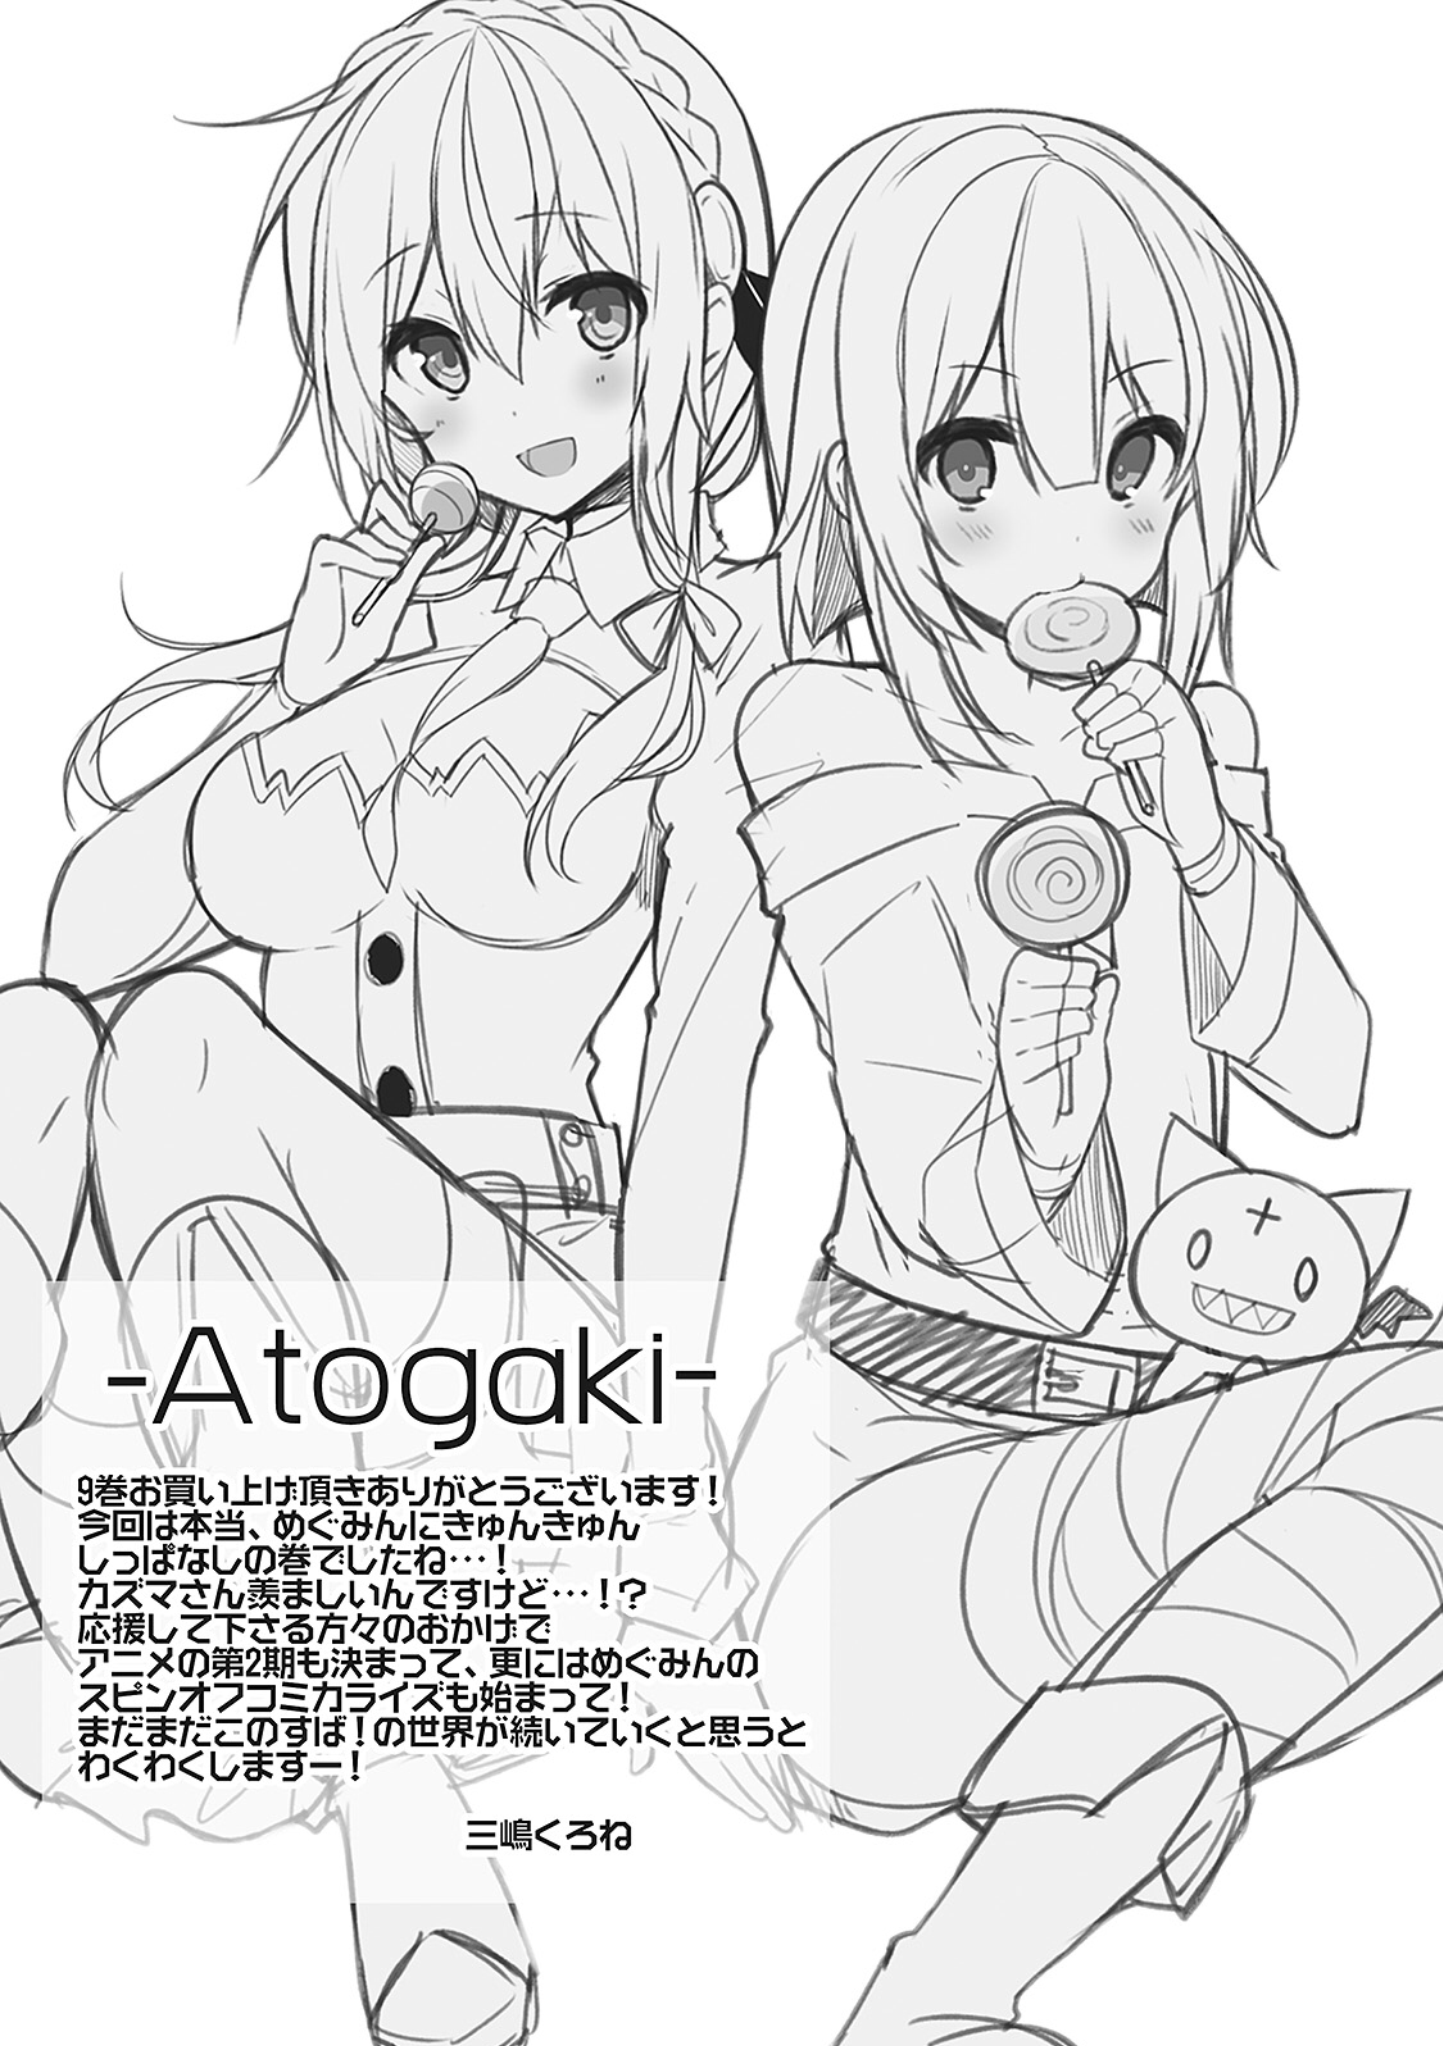 -Atogaki-
9巻お買い上げ頂きありがとうございます！
今回は本当、めぐみんにきゅんきゅん
しっぱなしの巻でしたね…！
カズマさん羨ましいんですけど…！？
応援して下さる方々のおかげで
アニメの第2期も決まって、更にはめぐみんの
スピンオフコミカライズも始まって！
まだまだこのすば！の世界が続いていくと思うと
わくわくしますー！
三嶋くろね